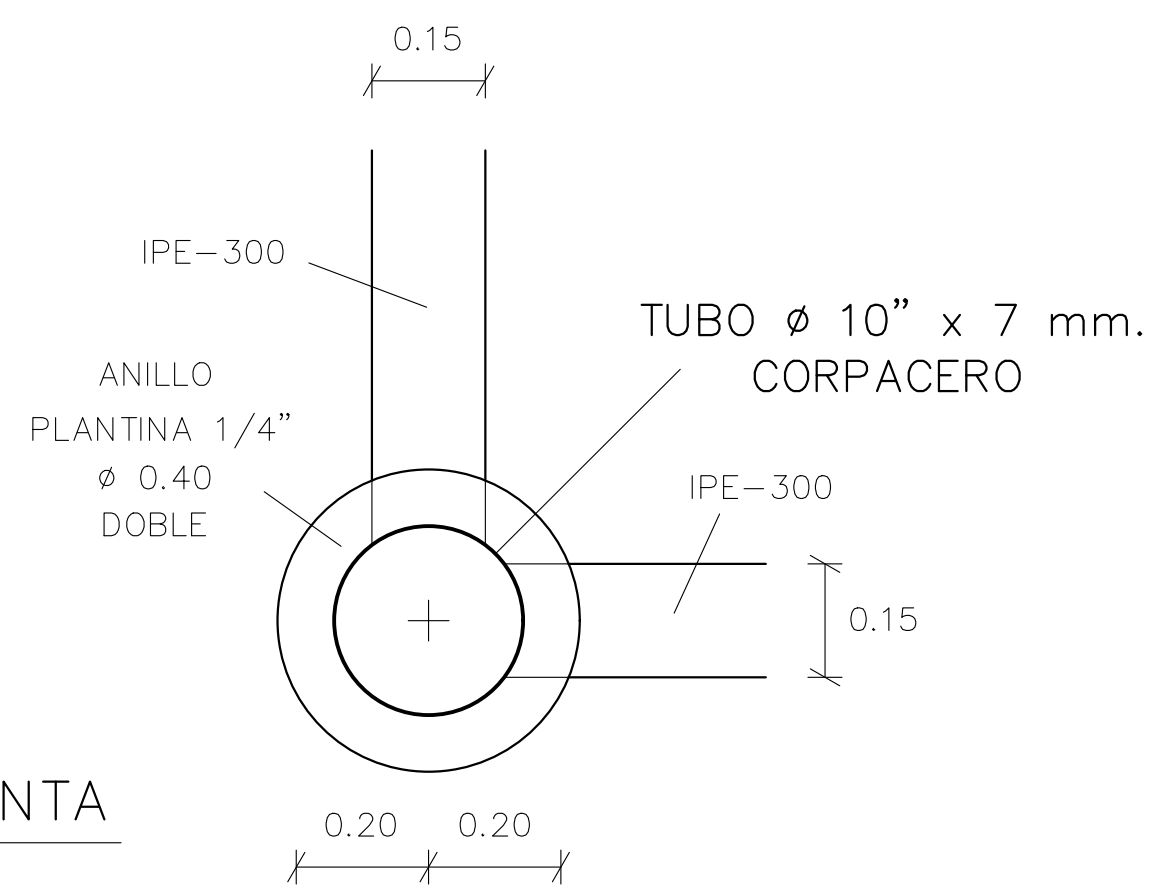 0.15
IPE-300
TUBO ø 10” x 7 mm.
CORPACERO
ANILLO
PLANTINA 1/4”
ø 0.40
DOBLE
IPE-300
0.15
NTA
0.20 0.20